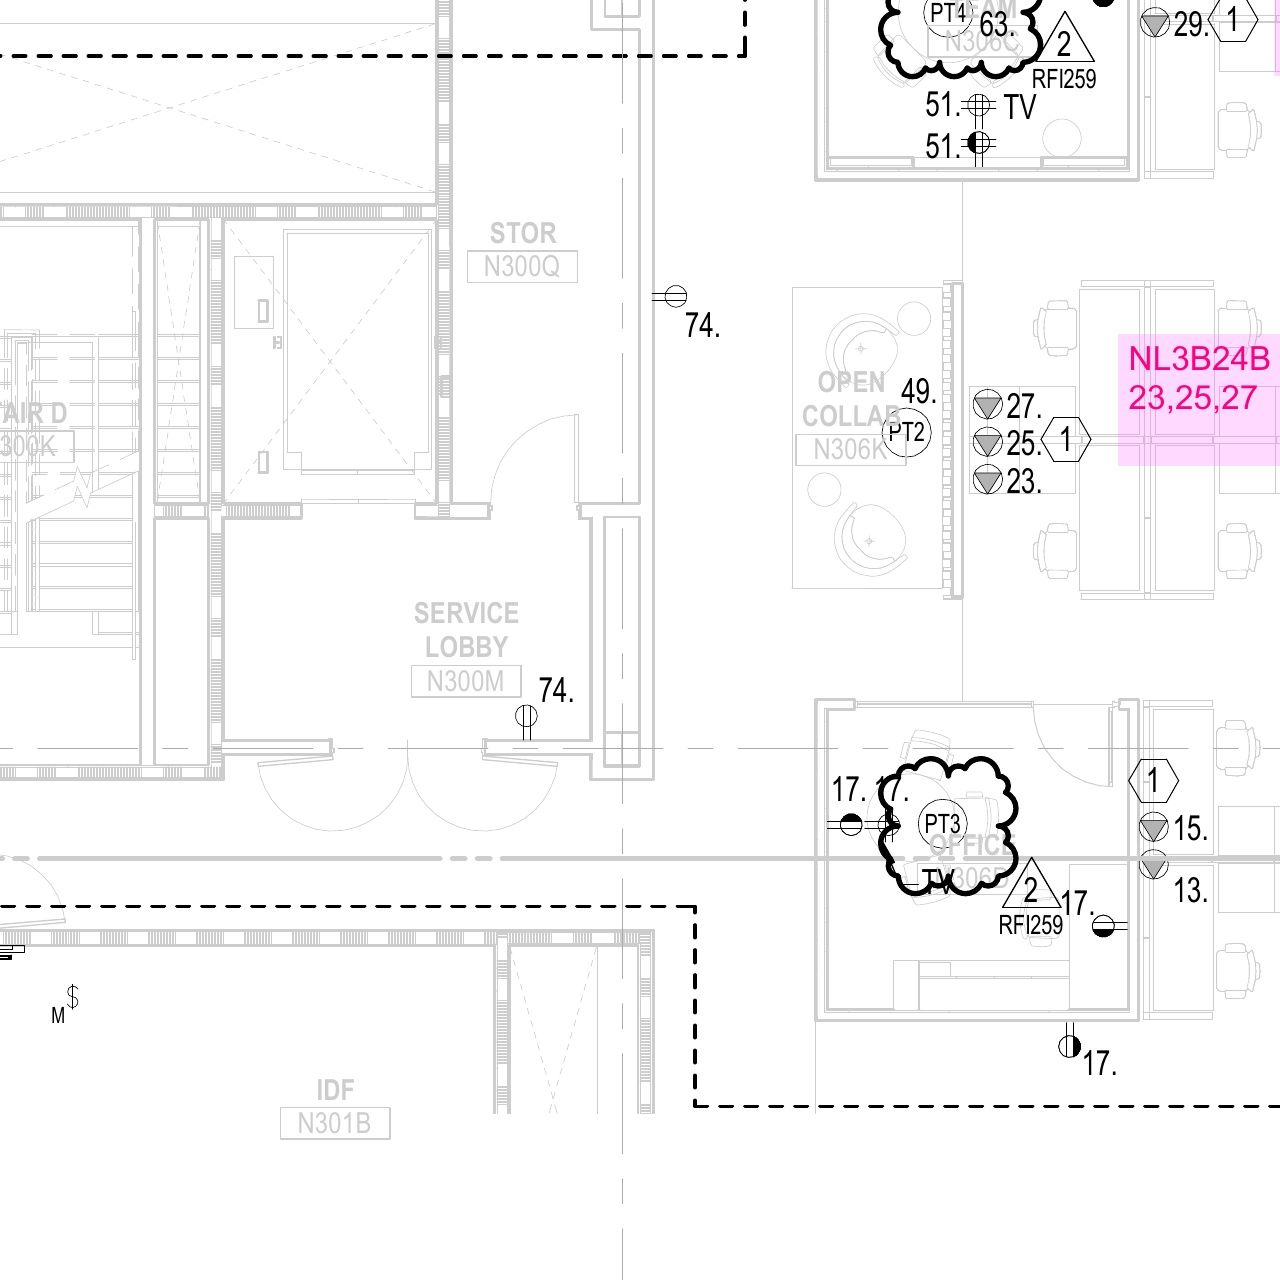 PT4
63.
TEAM
N306C
2
RFI259
29.
1
51.
TV
51.
STOR
N300Q
74.
NL3B24B
23,25,27
OPEN
COLLAB
N306K
49.
PT2
27.
25.
23.
1
AIR D
300K
SERVICE
LOBBY
N300M
74.
17.
17.
PT3
OFFICE
TV
306D
2
RFI259
17.
1
15.
13.
17.
M
$
IDF
N301B